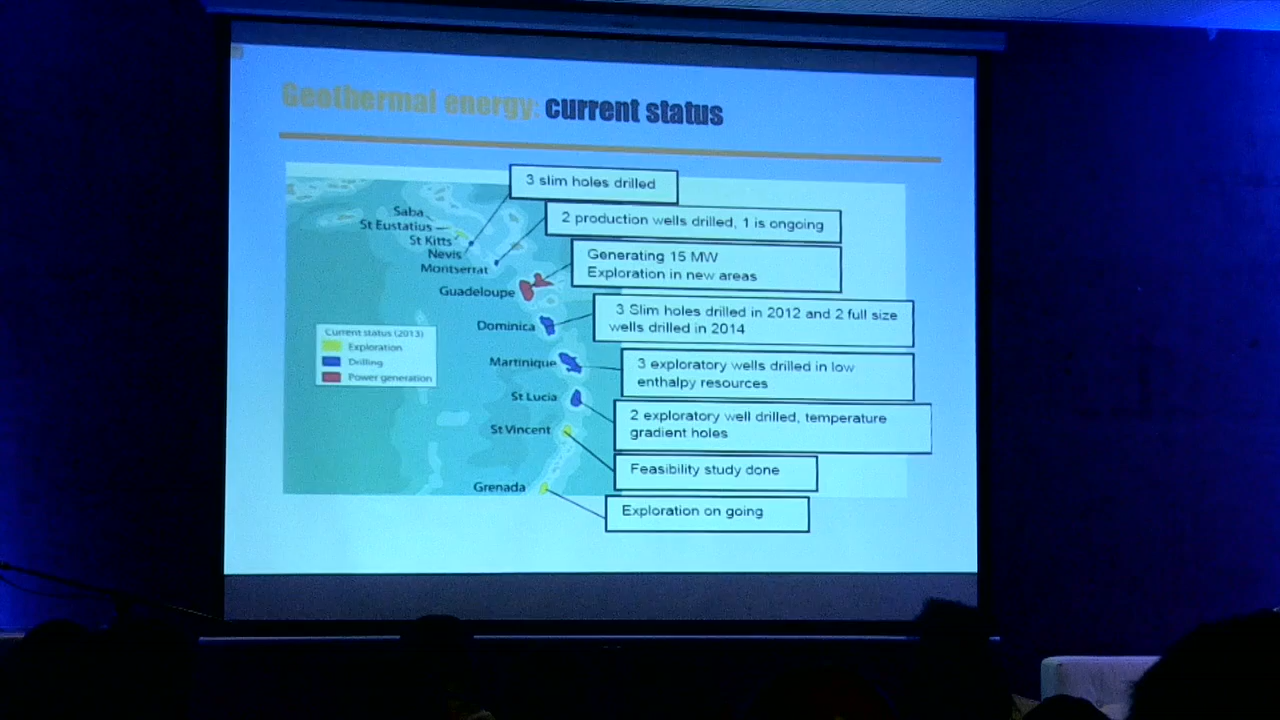 Geothermal energy: current status
3 slim holes drilled
2 production wells drilled, 1 is ongoing
Generating 15 MW
Exploration in new areas
3 Slim holes drilled in 2012 and 2 full size
wells drilled in 2014
3 exploratory wells drilled in low
enthalpy resources
2 exploratory well drilled, temperature
gradient holes
Feasibility study done
Exploration on going
Saba
St Eustatius
St Kitts
Nevis
Montserrat
Guadeloupe
Dominica
Martinique
St Lucia
St Vincent
Grenada
Current status (2013)
Exploration
Drilling
Power generation